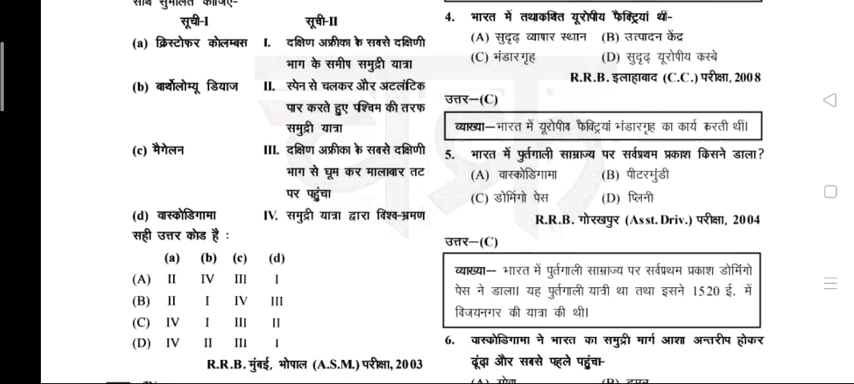 साथ सुमेलित कीजिए-
सूची-I सूची-II
(a) क्रिस्टोफर कोलम्बस I. दक्षिण अफ्रीका के सबसे दक्षिणी
भाग के समीप समुद्री यात्रा
(b) बार्थोलोम्यू डियाज II. स्पेन से चलकर और अटलांटिक
पार करते हुए पश्चिम की तरफ
समुद्री यात्रा
(c) मैगेलन III. दक्षिण अफ्रीका के सबसे दक्षिणी
भाग से घूम कर मालाबार तट
पर पहुंचा
(d) वास्कोडिगामा IV. समुद्री यात्रा द्वारा विश्व-भ्रमण
सही उत्तर कोड है :
(a) (b) (c) (d)
(A) II IV III I
(B) II I IV III
(C) IV I III II
(D) IV II III I
R.R.B. मुंबई, भोपाल (A.S.M.) परीक्षा, 2003
4. भारत में तथाकथित यूरोपीय फैक्ट्रियां थीं-
(A) सुदृढ़ व्यापार स्थान (B) उत्पादन केंद्र
(C) भंडारगृह (D) सुदृढ़ यूरोपीय कस्बे
R.R.B. इलाहाबाद (C.C.) परीक्षा, 2008
उत्तर—(C)
व्याख्या—भारत में यूरोपीय फैक्ट्रियां भंडारगृह का कार्य करती थीं।
5. भारत में पुर्तगाली साम्राज्य पर सर्वप्रथम प्रकाश किसने डाला?
(A) वास्कोडिगामा (B) पीटरमुंडी
(C) डोमिंगो पेस (D) प्लिनी
R.R.B. गोरखपुर (Asst. Driv.) परीक्षा, 2004
उत्तर—(C)
व्याख्या— भारत में पुर्तगाली साम्राज्य पर सर्वप्रथम प्रकाश डोमिंगो
पेस ने डाला। यह पुर्तगाली यात्री था तथा इसने 1520 ई. में
विजयनगर की यात्रा की थी।
6. वास्कोडिगामा ने भारत का समुद्री मार्ग आशा अन्तरीप होकर
ढूंढा और सबसे पहले पहुंचा-
(A) गोवा (B) दमन